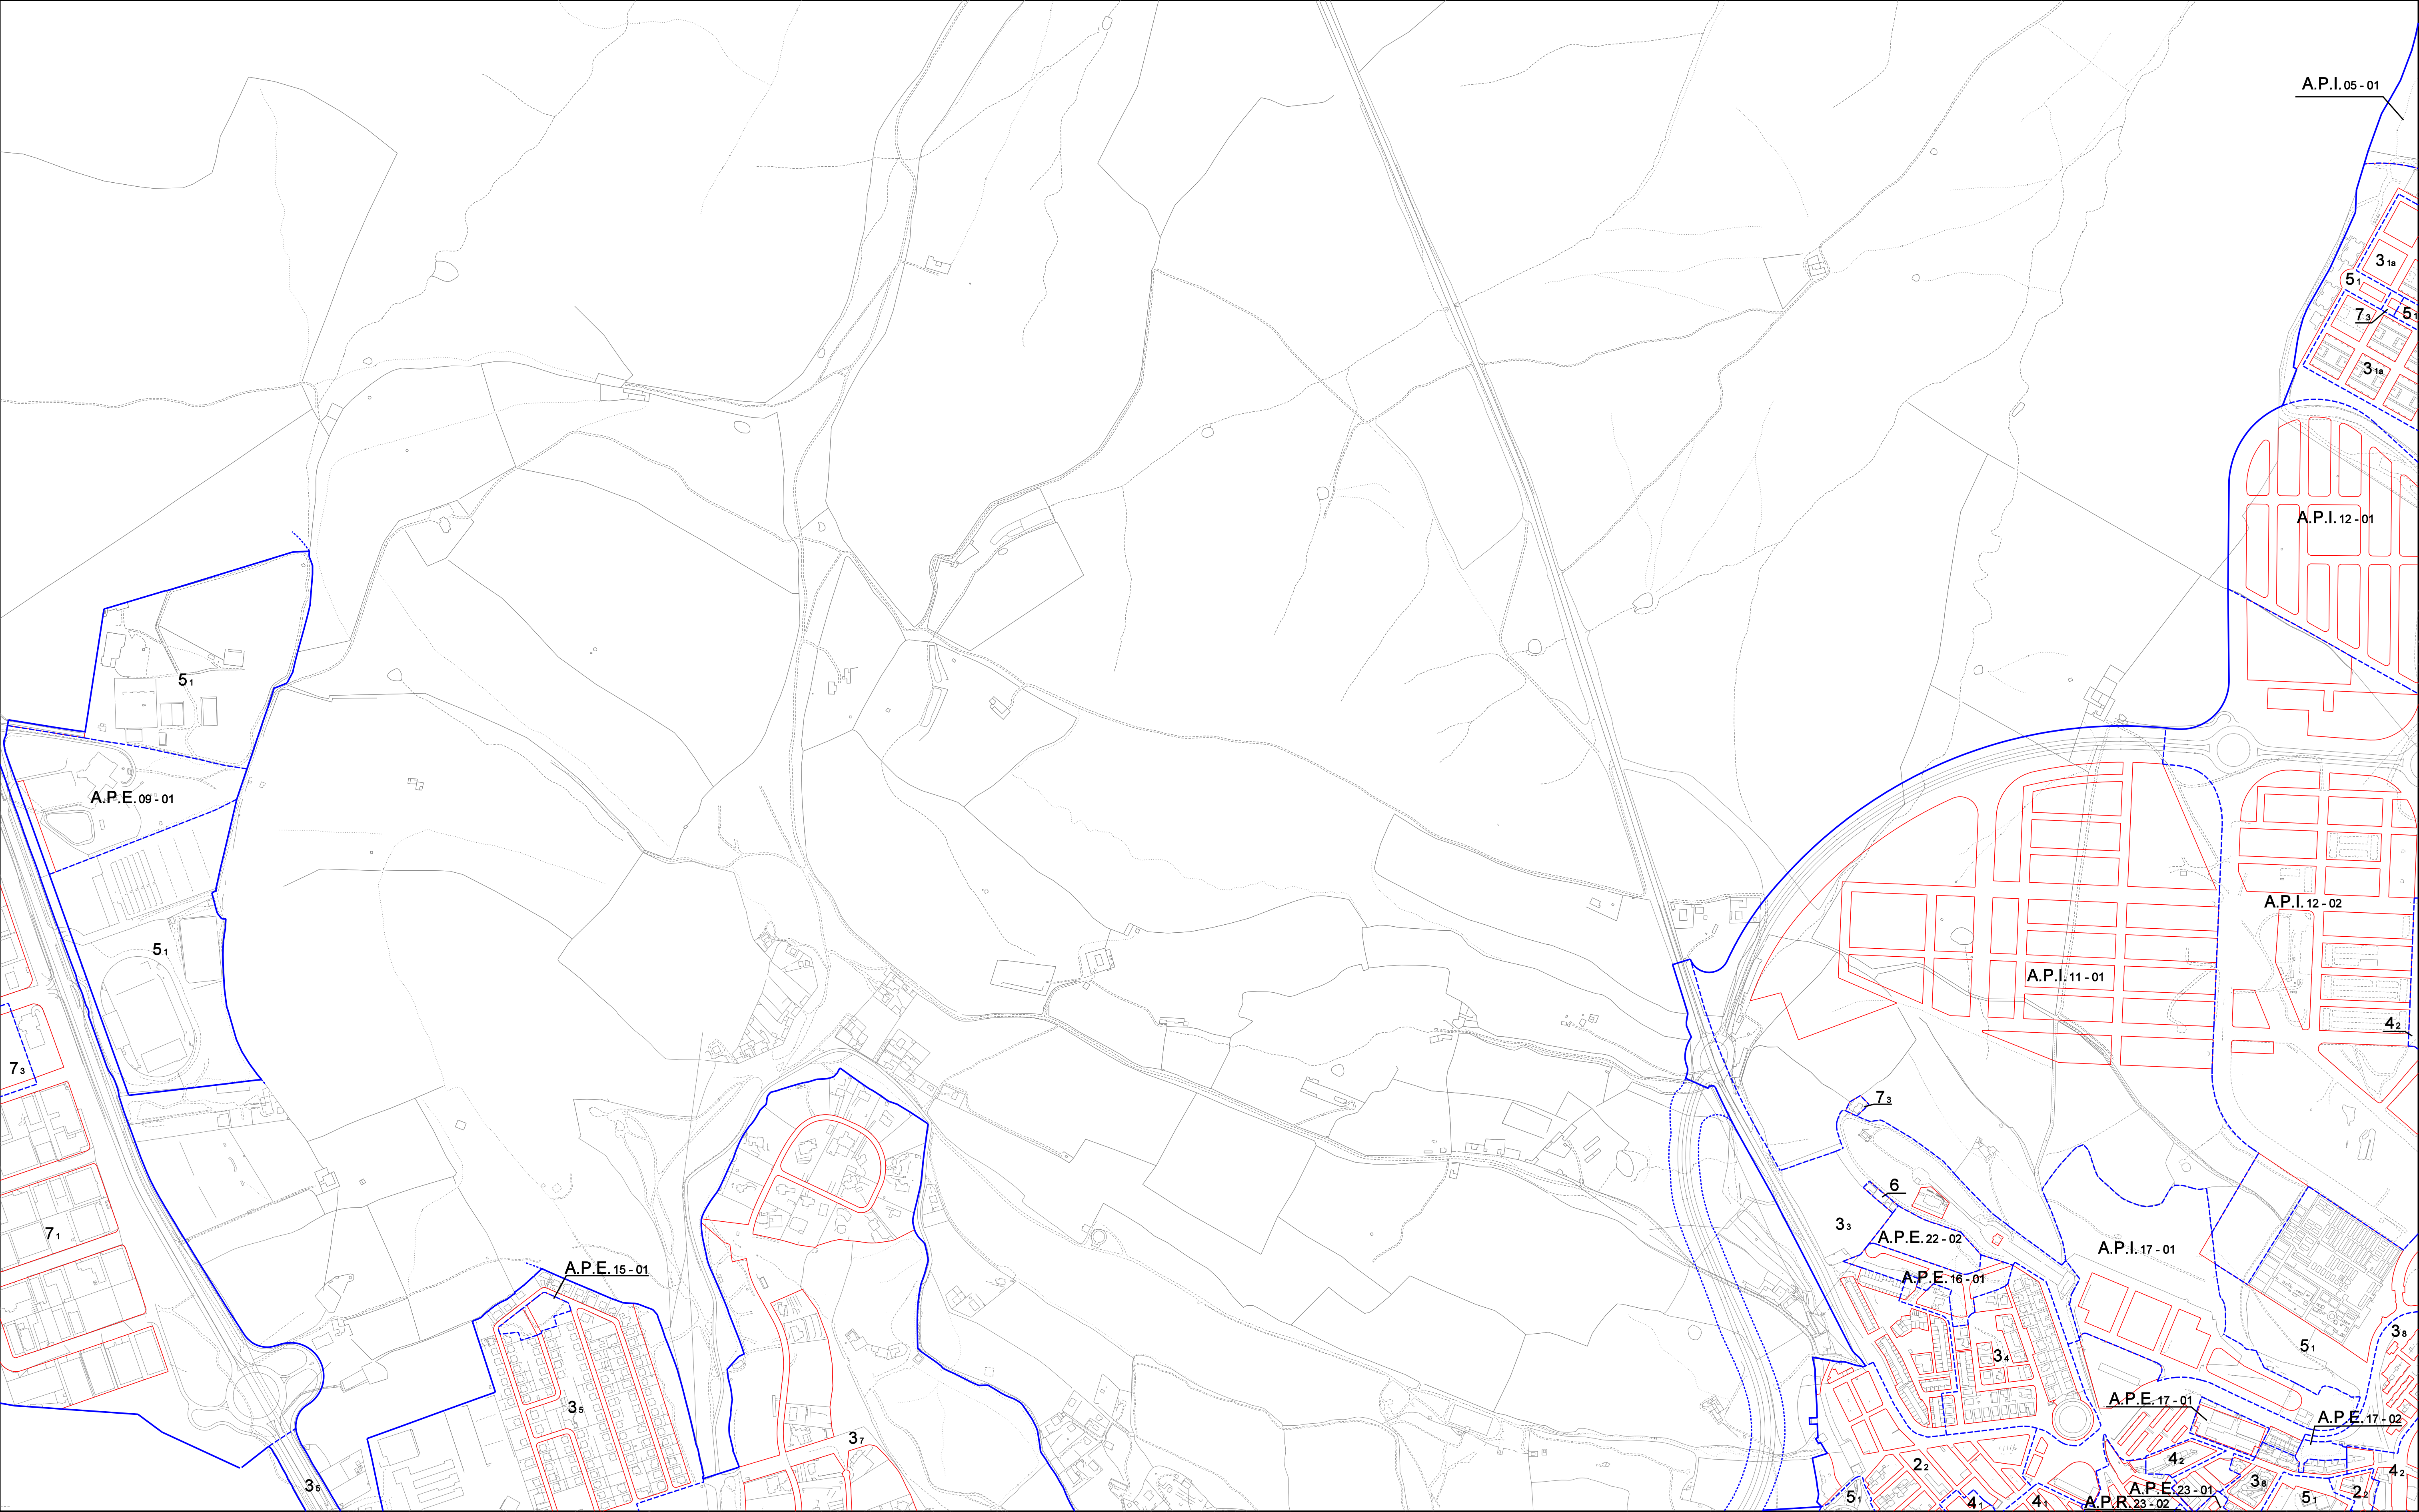 A.P.I. 05 - 01
3 1a
5 1
7 3
5 1
3 1a
A.P.I. 12 - 01
5 1
A.P.E. 09 - 01
A.P.I. 12 - 02
5 1
A.P.I. 11 - 01
4 2
7 3
7 3
6
3 3
7 1
A.P.E. 22 - 02
A.P.I. 17 - 01
A.P.E. 15 - 01
A.P.E. 16 - 01
3 8
5 1
3 4
A.P.E. 17 - 01
3 5
A.P.E. 17 - 02
3 7
4 2
2 2
4 2
3 8
3 5
A.P.E. 23 - 01
2 2
5 1
5 1
4 1
4 1
A.P.R. 23 - 02